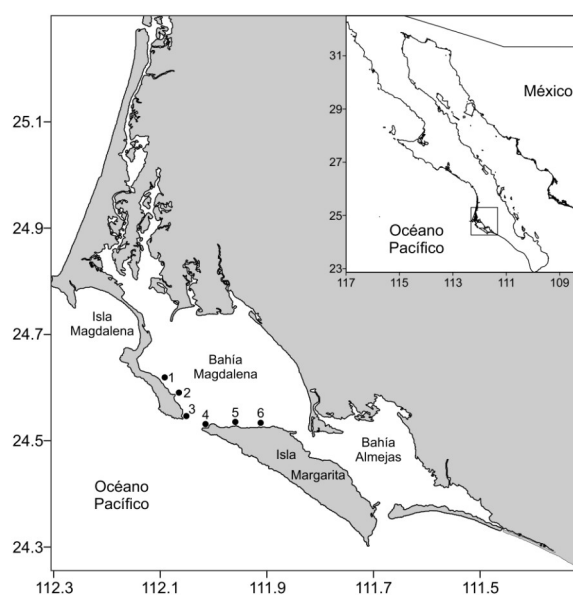 25.1
24.9
24.7
24.5
24.3
112.3 112.1 111.9 111.7 111.5
Isla
Magdalena
Bahía
Magdalena
1
2
3
4 5 6
Isla
Margarita
Bahía
Almejas
Océano
Pacífico
31
29
27
25
23
117 115 113 111 109
México
Océano
Pacífico